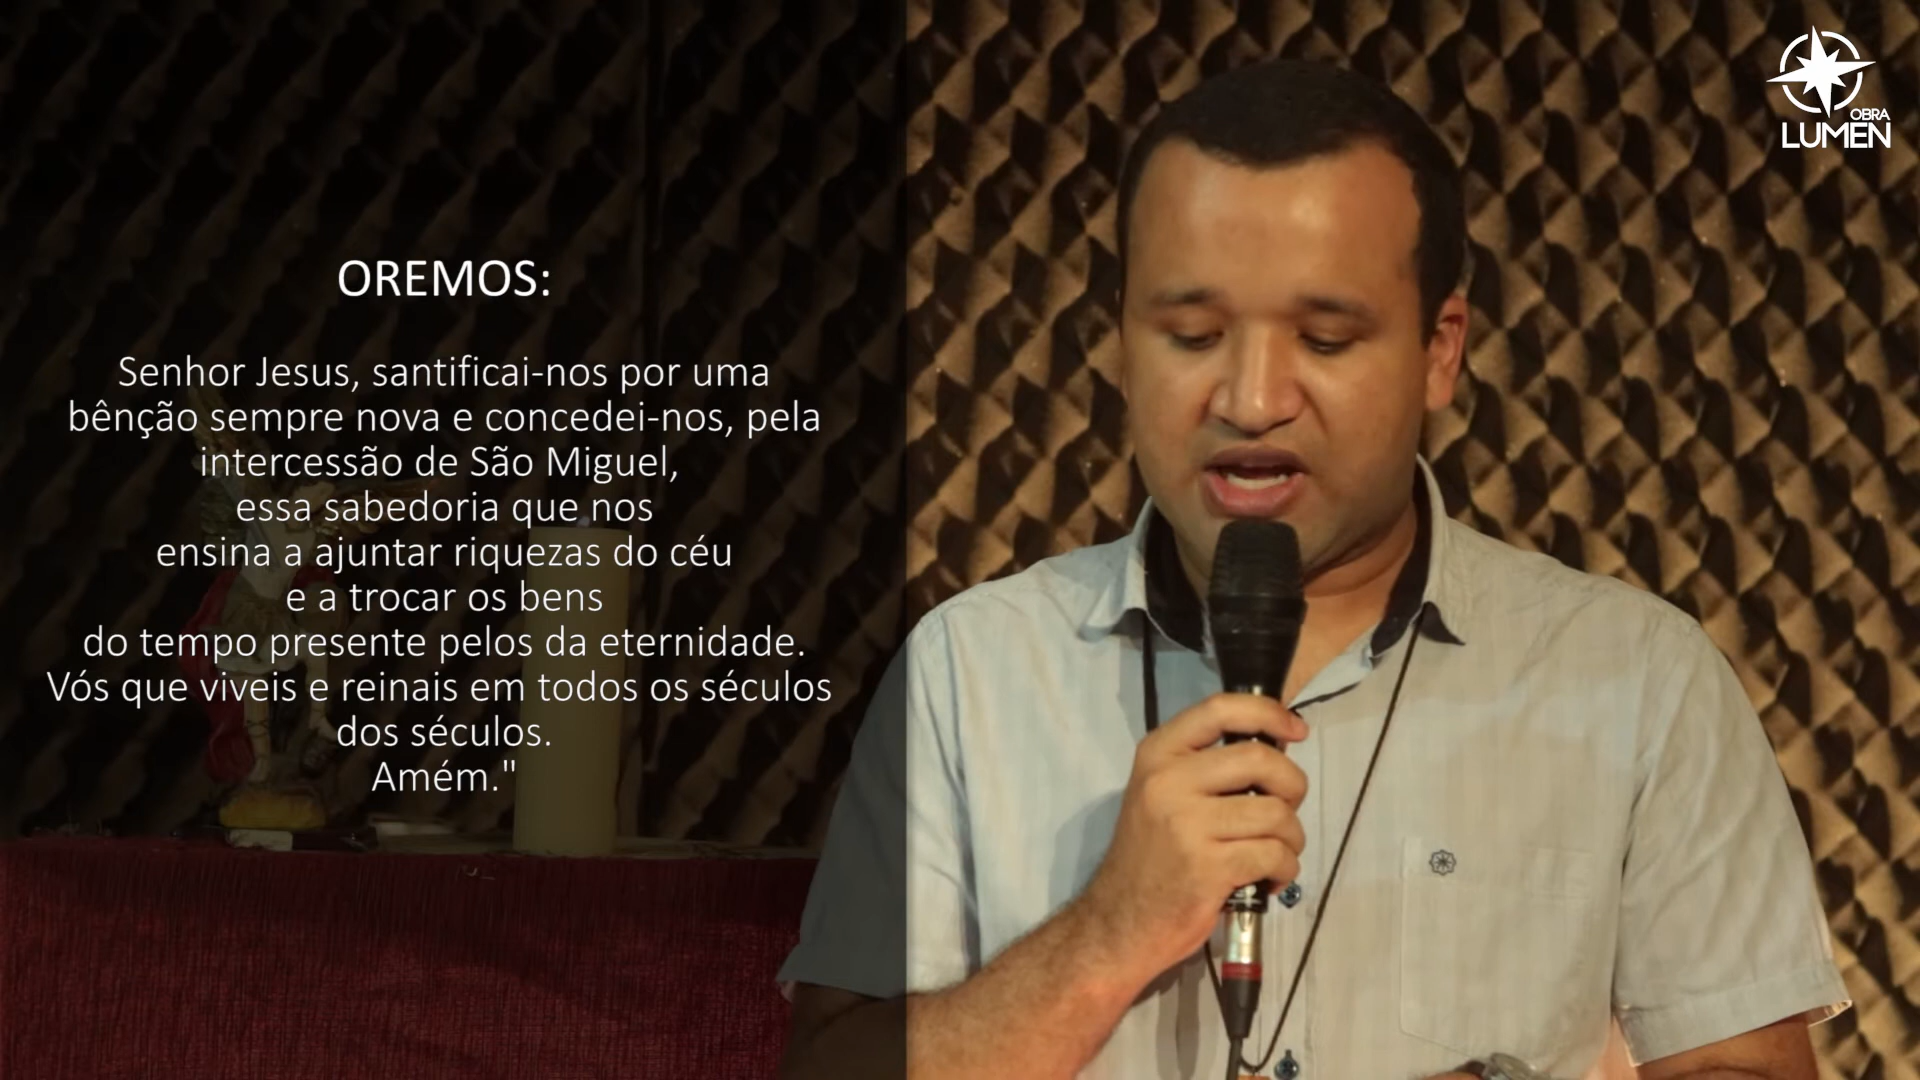 OBRA
LUMEN
OREMOS:
Senhor Jesus, santificai-nos por uma
bênção sempre nova e concedei-nos, pela
intercessão de São Miguel,
essa sabedoria que nos
ensina a ajuntar riquezas do céu
e a trocar os bens
do tempo presente pelos da eternidade.
Vós que viveis e reinais em todos os séculos
dos séculos.
Amém."